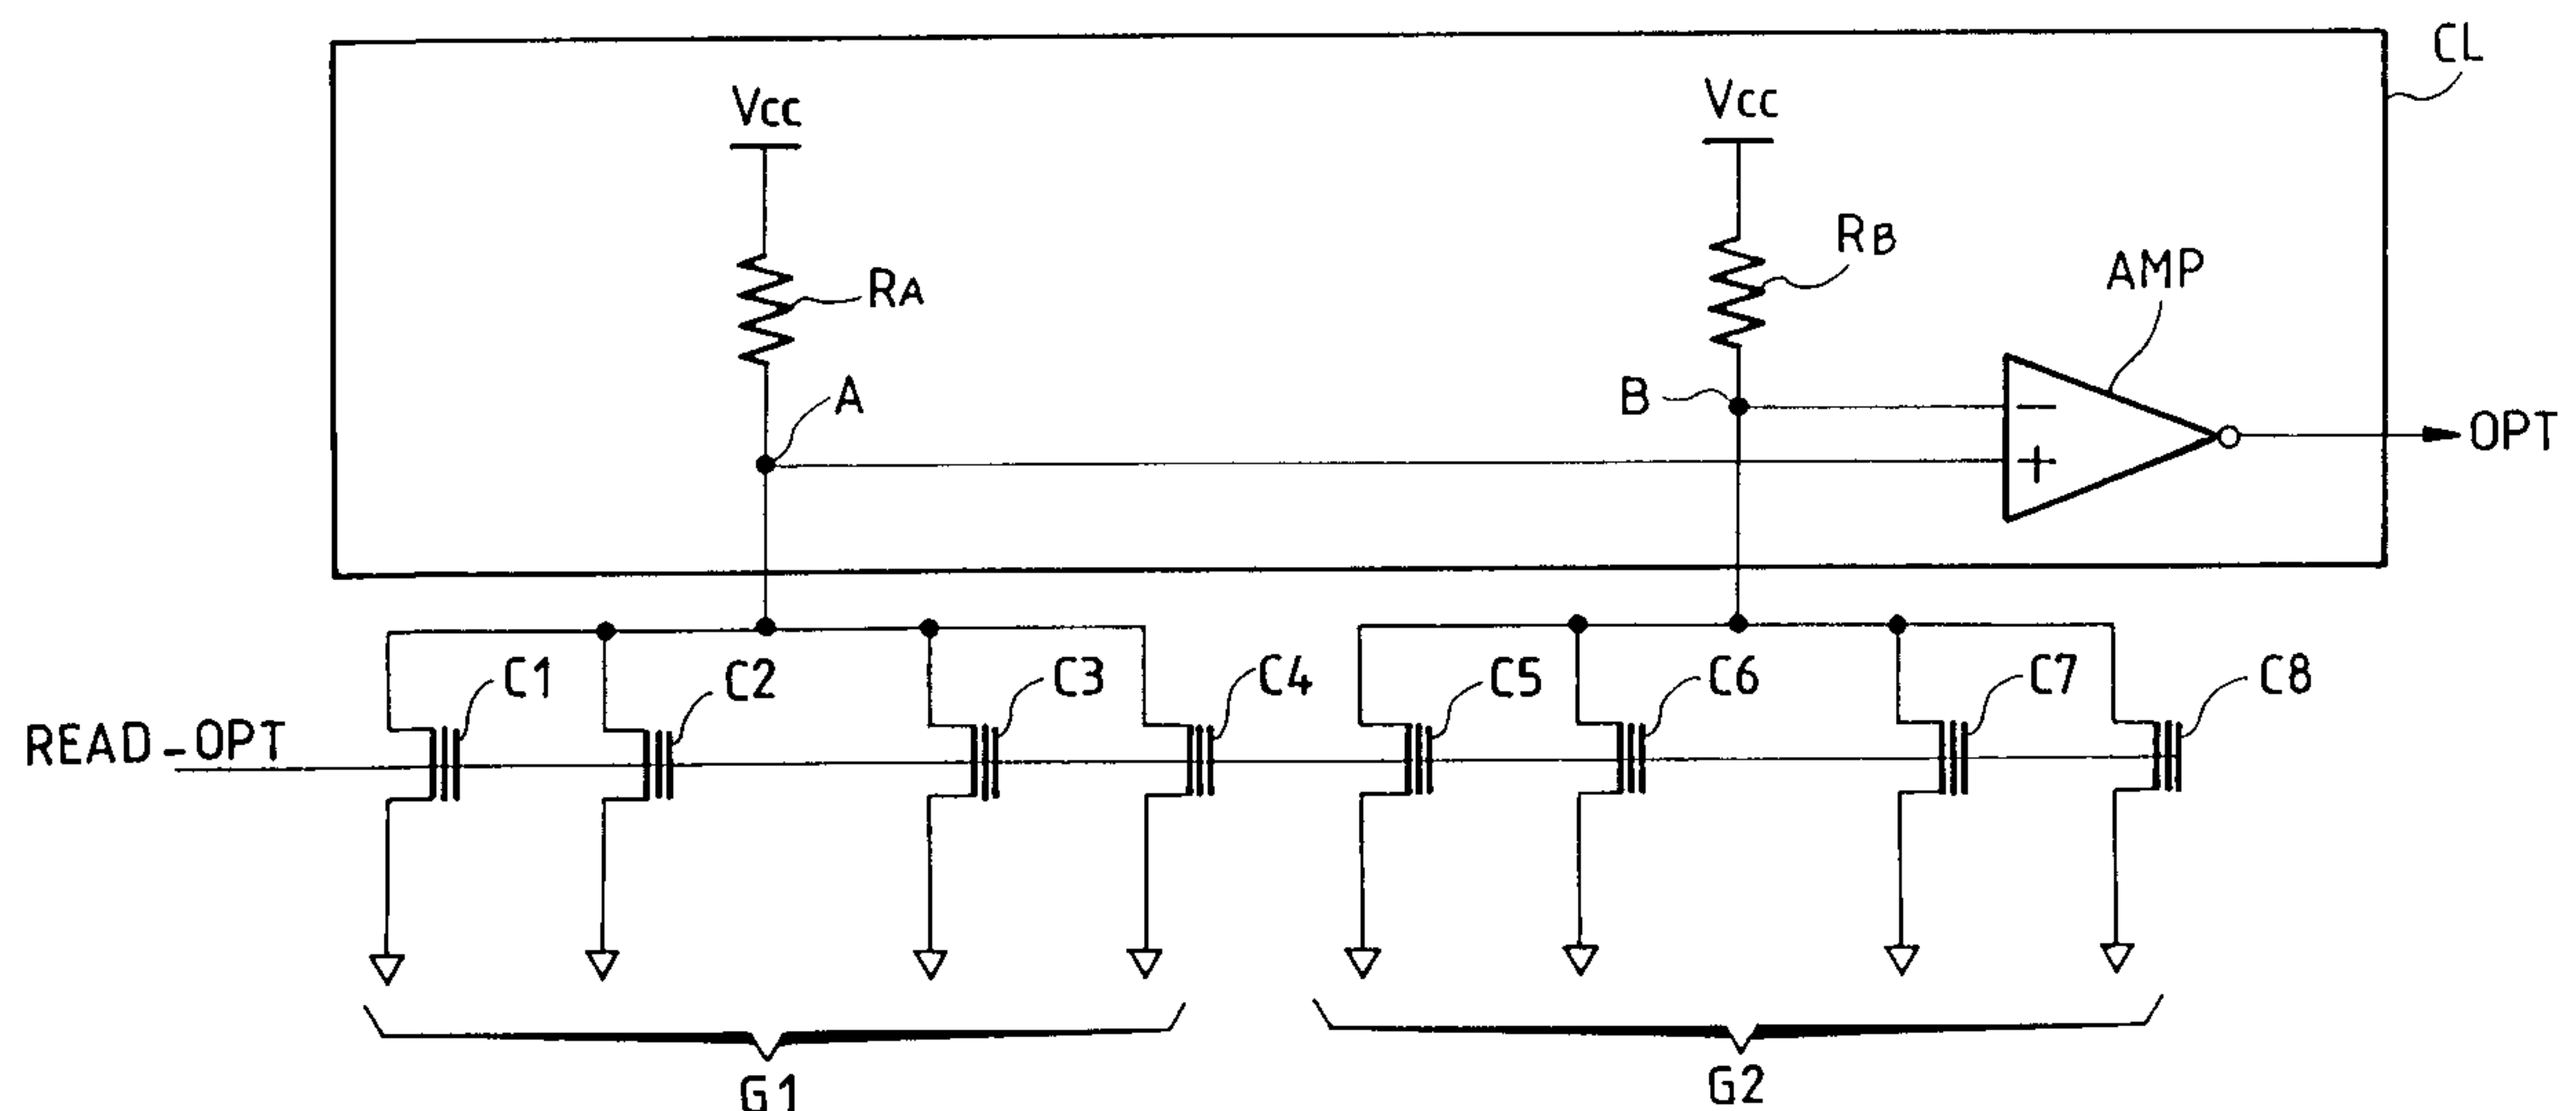 CL
Vcc
Vcc
RA
RB
AMP
A
B
−
+
OPT
C1
C2
C3
C4
C5
C6
C7
C8
READ-OPT
G1
G2